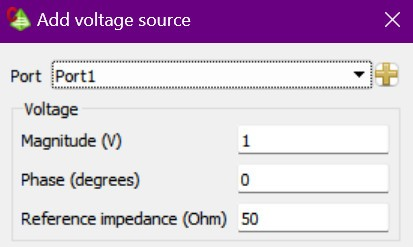 Add voltage source
Port Port1
Voltage
Magnitude (V) 1
Phase (degrees) 0
Reference impedance (Ohm) 50